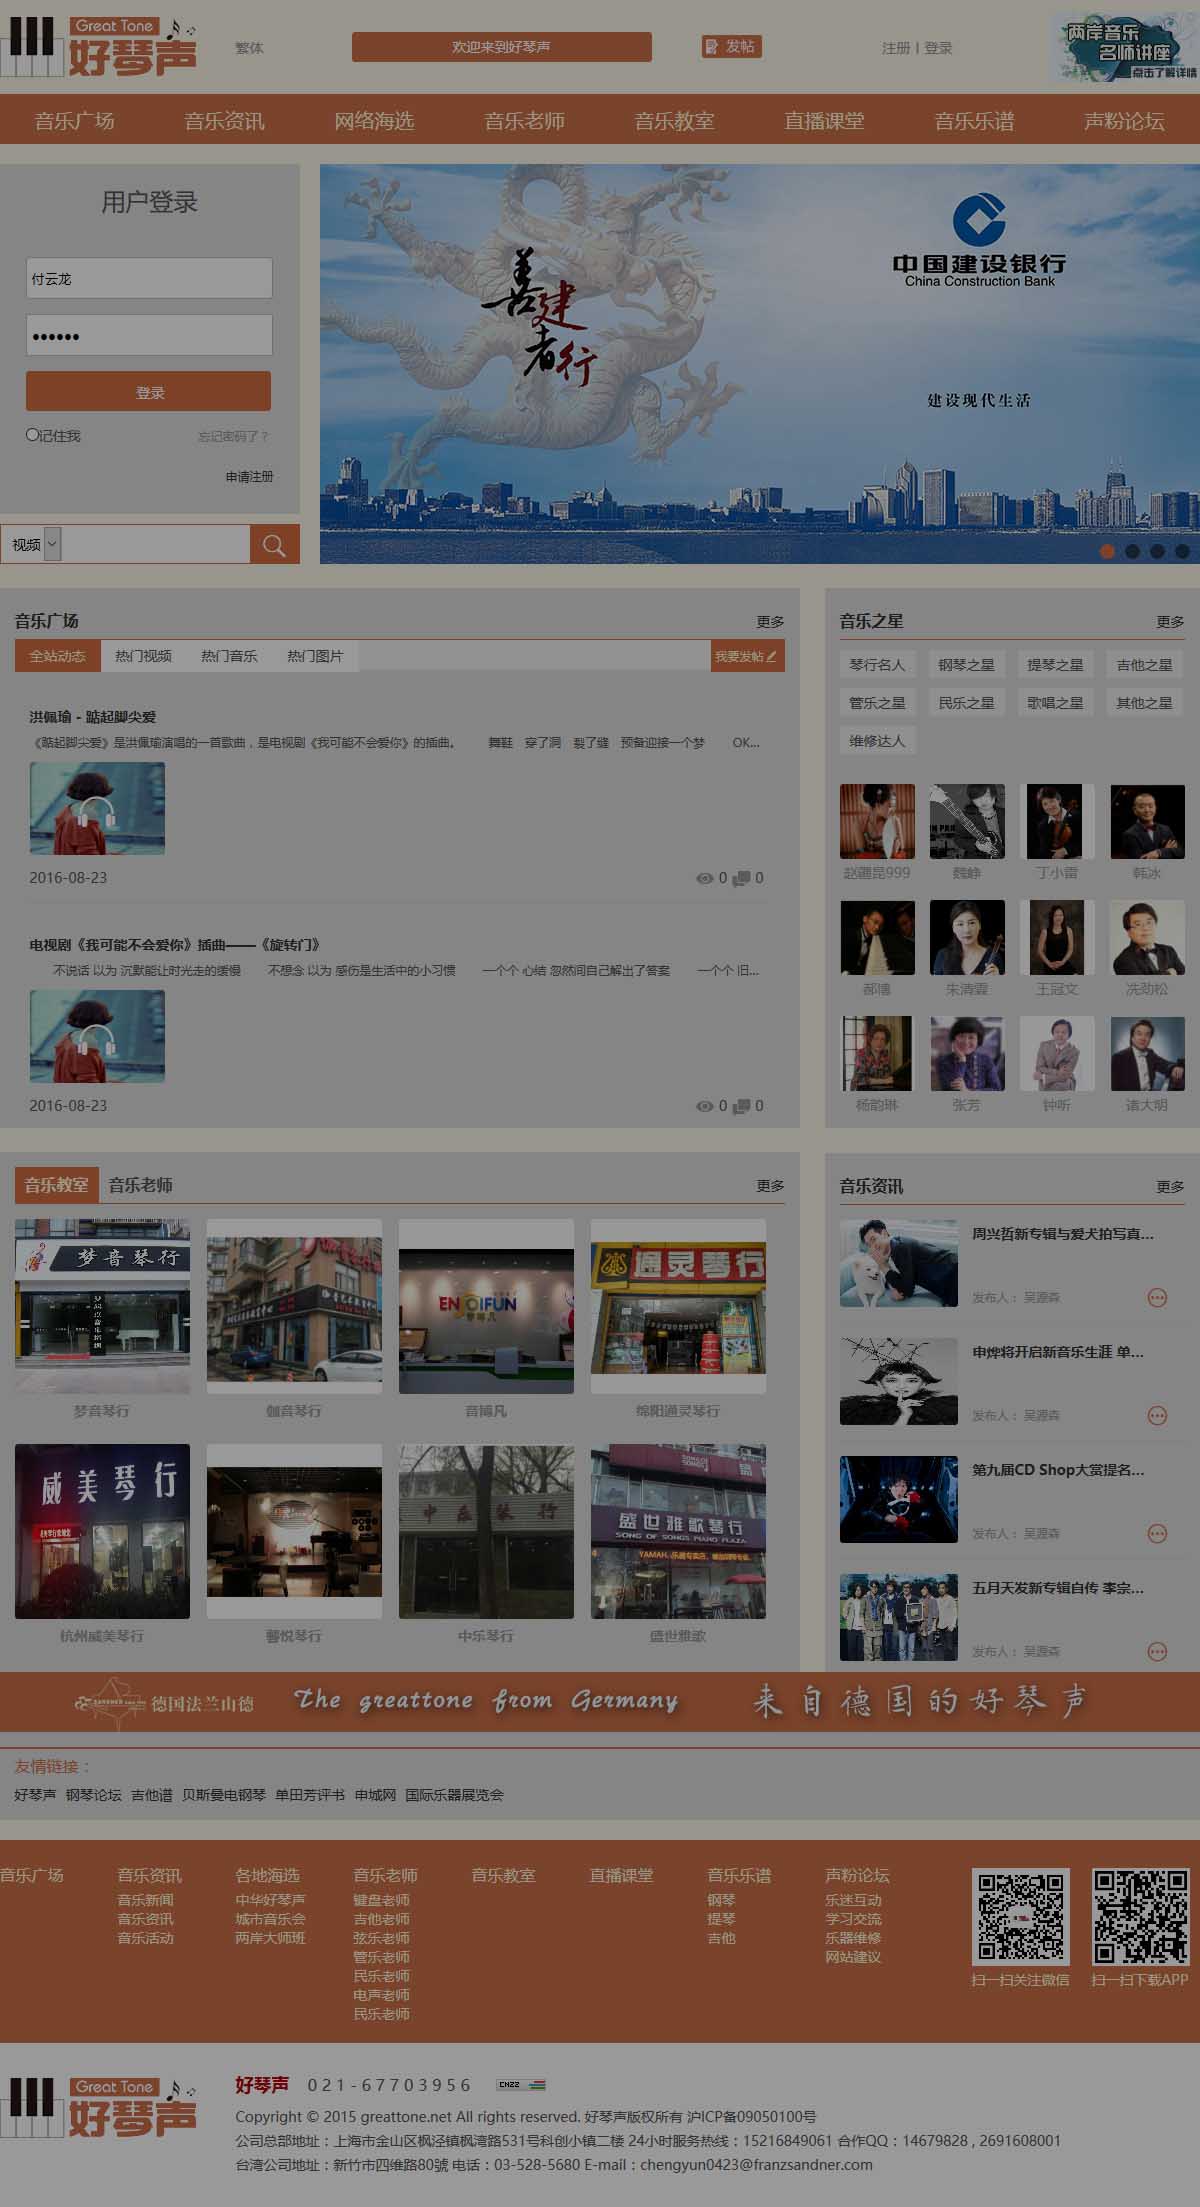 Great Tone
好琴声
繁体
欢迎来到好琴声
发帖
注册 | 登录
两岸音乐
名师讲座
点击了解详情
音乐广场 音乐资讯 网络海选 音乐老师 音乐教室 直播课堂 音乐乐谱 声粉论坛
用户登录
付云龙
••••••
登录
记住我 忘记密码了？
申请注册
视频
善建者行
中国建设银行
China Construction Bank
建设现代生活
音乐广场 更多
全站动态 热门视频 热门音乐 热门图片 我要发帖
洪佩瑜 - 踮起脚尖爱
《踮起脚尖爱》是洪佩瑜演唱的一首歌曲，是电视剧《我可能不会爱你》的插曲。 舞鞋 穿了洞 裂了缝 预备迎接一个梦 OK...
2016-08-23 0 0
电视剧《我可能不会爱你》插曲——《旋转门》
不说话 以为 沉默能让时光走的缓慢 不想念 以为 感伤是生活中的小习惯 一个个 心结 忽然间自己解出了答案 一个个 旧...
2016-08-23 0 0
音乐之星 更多
琴行名人 钢琴之星 提琴之星 吉他之星
管乐之星 民乐之星 歌唱之星 其他之星
维修达人
赵疆昆999 魏峥 丁小雷 韩冰
郝嘻 朱清霖 王冠文 冼劲松
杨韵琳 张芳 钟听 诸大明
音乐教室 音乐老师 更多
梦音琴行
ENJOIFUN
通灵琴行
梦音琴行 伽音琴行 音博凡 绵阳通灵琴行
威美琴行
中乐琴行
盛世雅歌琴行
SONG OF SONGS PIANO PLAZA
杭州威美琴行 馨悦琴行 中乐琴行 盛世雅歌
音乐资讯 更多
周兴哲新专辑与爱犬拍写真...
发布人： 吴源森
申烨将开启新音乐生涯 单...
发布人： 吴源森
第九届CD Shop大赏提名...
发布人： 吴源森
五月天发新专辑自传 李宗...
发布人： 吴源森
德国法兰山德 The greattone from Germany 来自德国的好琴声
友情链接：
好琴声 钢琴论坛 吉他谱 贝斯曼电钢琴 单田芳评书 申城网 国际乐器展览会
音乐广场 音乐资讯 各地海选 音乐老师 音乐教室 直播课堂 音乐乐谱 声粉论坛
音乐新闻 中华好琴声 键盘老师 钢琴 乐迷互动
音乐资讯 城市音乐会 吉他老师 提琴 学习交流
音乐活动 两岸大师班 弦乐老师 吉他 乐器维修
管乐老师 网站建议
民乐老师
电声老师
民乐老师
扫一扫关注微信 扫一扫下载APP
Great Tone
好琴声
好琴声 021-67703956 CNZZ
Copyright © 2015 greattone.net All rights reserved. 好琴声版权所有 沪ICP备09050100号
公司总部地址：上海市金山区枫泾镇枫湾路531号科创小镇二楼 24小时服务热线：15216849061 合作QQ：14679828 , 2691608001
台湾公司地址：新竹市四维路80號 电话：03-528-5680 E-mail：chengyun0423@franzsandner.com